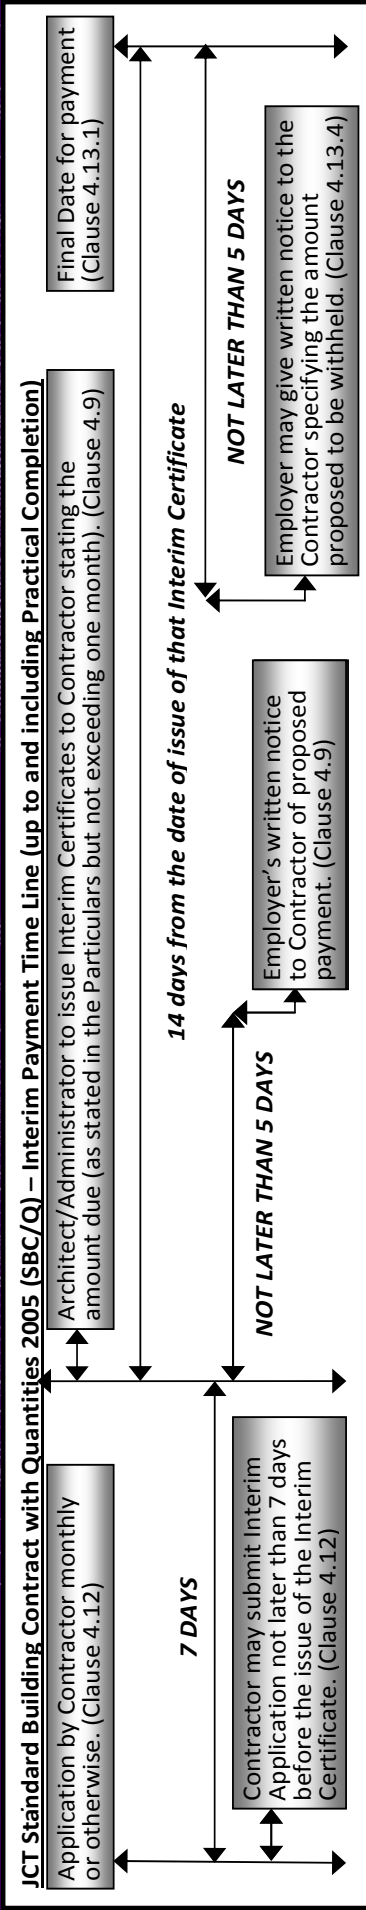 JCT Standard Building Contract with Quantities 2005 (SBC/Q) – Interim Payment Time Line (up to and including Practical Completion)
Application by Contractor monthly
or otherwise. (Clause 4.12)
Architect/Administrator to issue Interim Certificates to Contractor stating the
amount due (as stated in the Particulars but not exceeding one month). (Clause 4.9)
Final Date for payment
(Clause 4.13.1)
7 DAYS
14 days from the date of issue of that Interim Certificate
NOT LATER THAN 5 DAYS
NOT LATER THAN 5 DAYS
Contractor may submit Interim
Application not later than 7 days
before the issue of the Interim
Certificate. (Clause 4.12)
Employer’s written notice
to Contractor of proposed
payment. (Clause 4.9)
Employer may give written notice to the
Contractor specifying the amount
proposed to be withheld. (Clause 4.13.4)